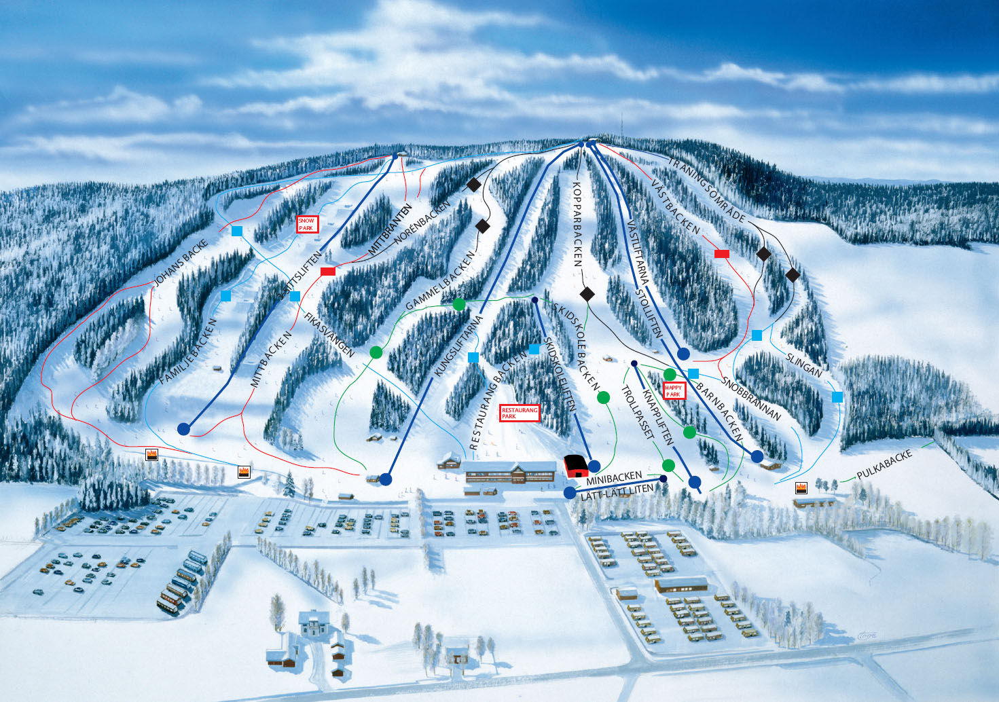 TRÄNINGSOMRÅDE
VÄSTBACKEN
KOPPARBACKEN
VÄSTLIFTARNA
STOLLIFTEN
SNOW
PARK
MITTBRANTEN
NORÉNBACKEN
JOHANS BACKE
MITTSLIFTEN
GAMMELBACKEN
FIKASVÄNGEN
FAMILJEBACKEN
MITTBACKEN
KUNGSLIFTARNA
RESTAURANGBACKEN
SKIDSKOLEBACKEN
SKIDSKOLELIFTEN
RESTAURANG
PARK
TROLLPASSET
KNAPPLIFTEN
HAPPY
PARK
BARNBACKEN
SNOBBRÄNNAN
SLINGAN
PULKABACKE
MINIBACKEN
LÄTT-LÄTT LITEN